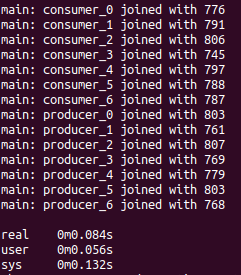 main: consumer_0 joined with 776
main: consumer_1 joined with 791
main: consumer_2 joined with 806
main: consumer_3 joined with 745
main: consumer_4 joined with 797
main: consumer_5 joined with 788
main: consumer_6 joined with 787
main: producer_0 joined with 803
main: producer_1 joined with 761
main: producer_2 joined with 807
main: producer_3 joined with 769
main: producer_4 joined with 779
main: producer_5 joined with 803
main: producer_6 joined with 768
real 0m0.084s
user 0m0.056s
sys 0m0.132s